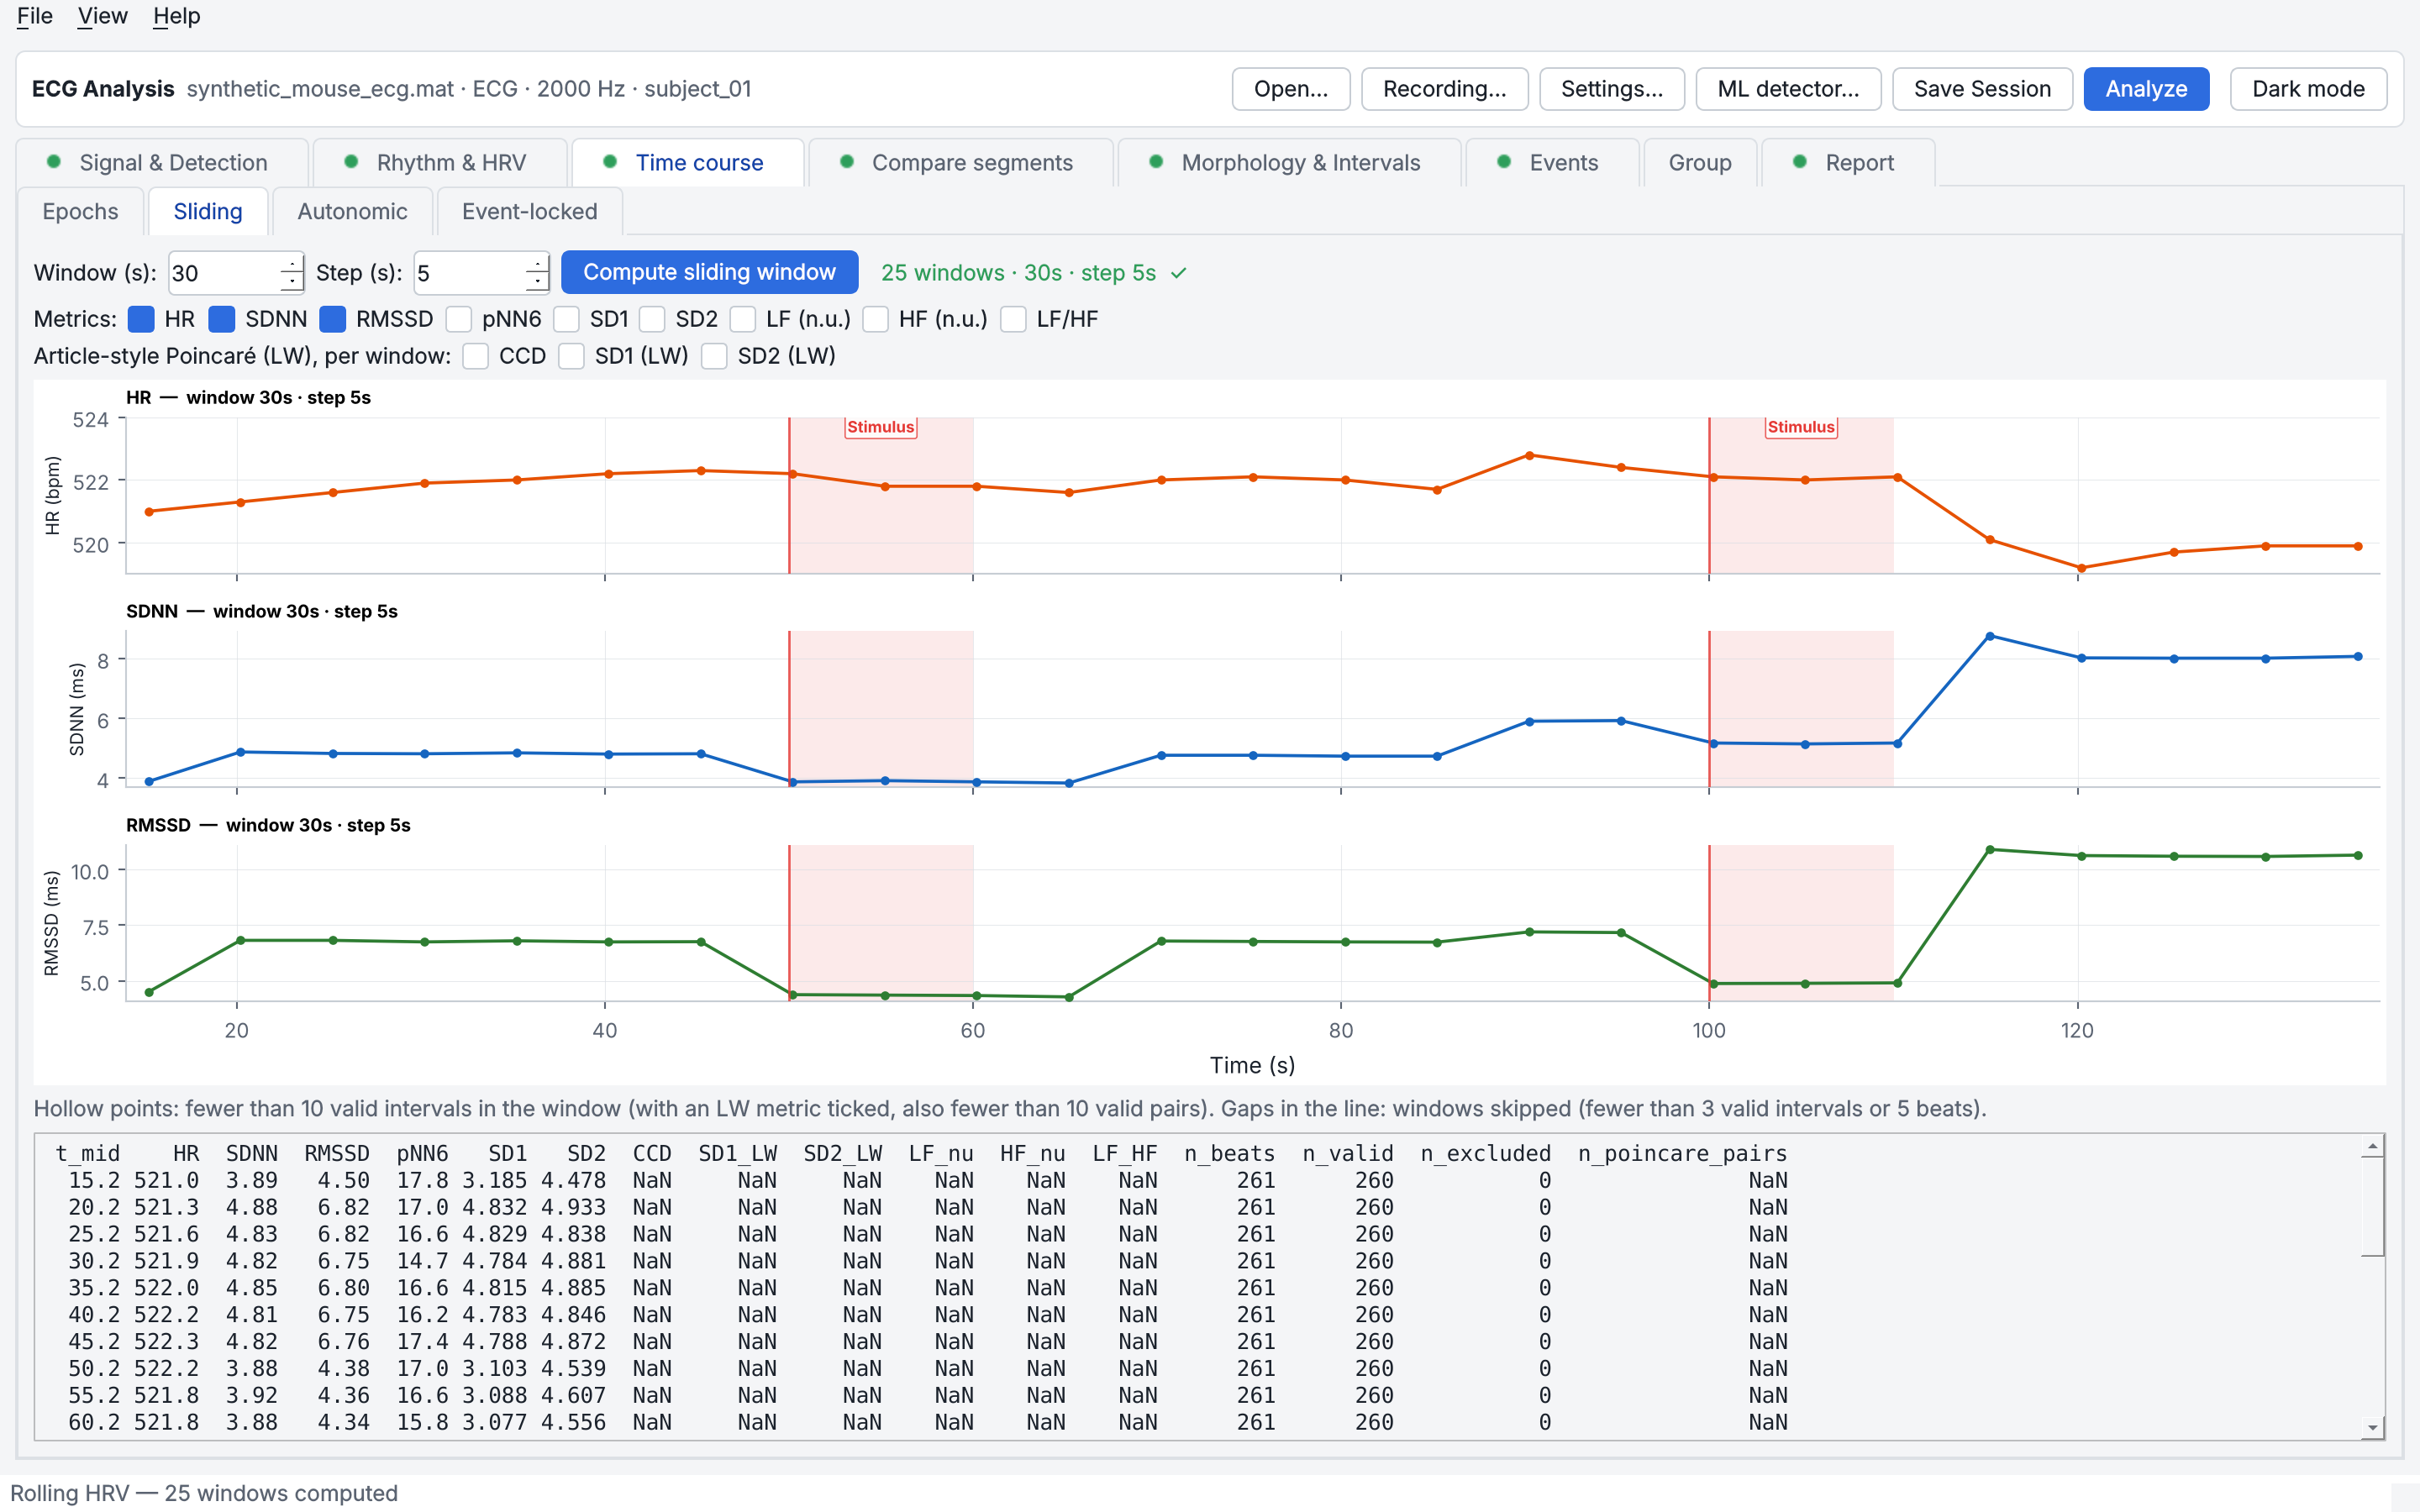 File View Help
ECG Analysis synthetic_mouse_ecg.mat · ECG · 2000 Hz · subject_01 Open... Recording... Settings... ML detector... Save Session Analyze Dark mode
Signal & Detection Rhythm & HRV Time course Compare segments Morphology & Intervals Events Group Report
Epochs Sliding Autonomic Event-locked
Window (s): 30 Step (s): 5 Compute sliding window 25 windows · 30s · step 5s ✓
Metrics: HR SDNN RMSSD pNN6 SD1 SD2 LF (n.u.) HF (n.u.) LF/HF
Article-style Poincaré (LW), per window: CCD SD1 (LW) SD2 (LW)
HR — window 30s · step 5s
HR (bpm)
524
522
520
Stimulus Stimulus
SDNN — window 30s · step 5s
SDNN (ms)
8
6
4
RMSSD — window 30s · step 5s
RMSSD (ms)
10.0
7.5
5.0
20 40 60 80 100 120
Time (s)
Hollow points: fewer than 10 valid intervals in the window (with an LW metric ticked, also fewer than 10 valid pairs). Gaps in the line: windows skipped (fewer than 3 valid intervals or 5 beats).
t_mid HR SDNN RMSSD pNN6 SD1 SD2 CCD SD1_LW SD2_LW LF_nu HF_nu LF_HF n_beats n_valid n_excluded n_poincare_pairs
15.2 521.0 3.89 4.50 17.8 3.185 4.478 NaN NaN NaN NaN NaN NaN 261 260 0 NaN
20.2 521.3 4.88 6.82 17.0 4.832 4.933 NaN NaN NaN NaN NaN NaN 261 260 0 NaN
25.2 521.6 4.83 6.82 16.6 4.829 4.838 NaN NaN NaN NaN NaN NaN 261 260 0 NaN
30.2 521.9 4.82 6.75 14.7 4.784 4.881 NaN NaN NaN NaN NaN NaN 261 260 0 NaN
35.2 522.0 4.85 6.80 16.6 4.815 4.885 NaN NaN NaN NaN NaN NaN 261 260 0 NaN
40.2 522.2 4.81 6.75 16.2 4.783 4.846 NaN NaN NaN NaN NaN NaN 261 260 0 NaN
45.2 522.3 4.82 6.76 17.4 4.788 4.872 NaN NaN NaN NaN NaN NaN 261 260 0 NaN
50.2 522.2 3.88 4.38 17.0 3.103 4.539 NaN NaN NaN NaN NaN NaN 261 260 0 NaN
55.2 521.8 3.92 4.36 16.6 3.088 4.607 NaN NaN NaN NaN NaN NaN 261 260 0 NaN
60.2 521.8 3.88 4.34 15.8 3.077 4.556 NaN NaN NaN NaN NaN NaN 261 260 0 NaN
Rolling HRV — 25 windows computed